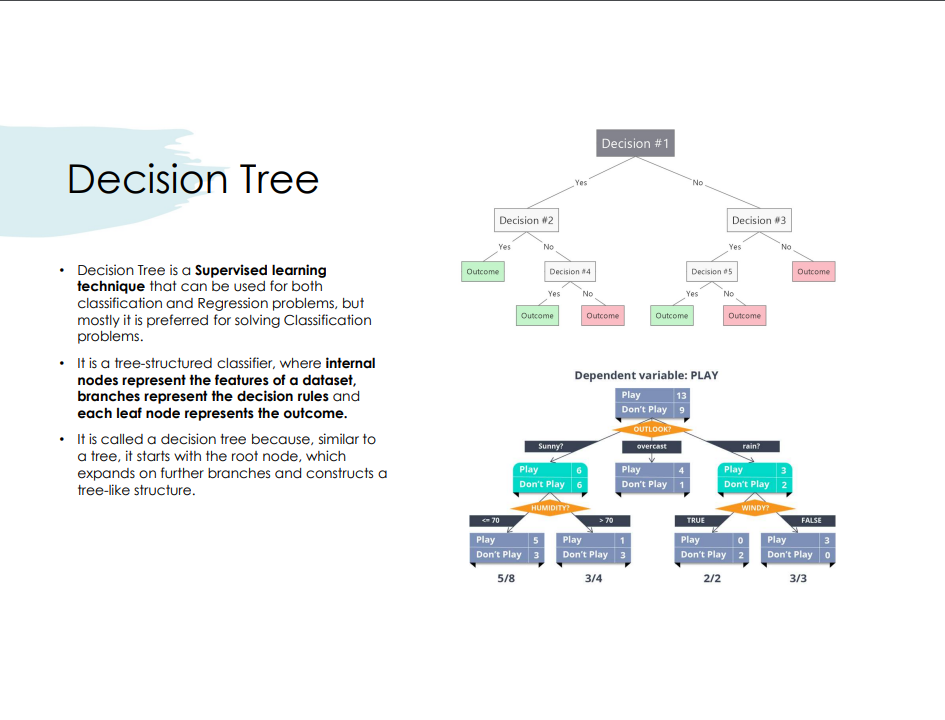 Decision Tree
• Decision Tree is a Supervised learning
technique that can be used for both
classification and Regression problems, but
mostly it is preferred for solving Classification
problems.
• It is a tree-structured classifier, where internal
nodes represent the features of a dataset,
branches represent the decision rules and
each leaf node represents the outcome.
• It is called a decision tree because, similar to
a tree, it starts with the root node, which
expands on further branches and constructs a
tree-like structure.
Decision #1
Yes No
Decision #2 Decision #3
Yes No Yes No
Outcome Decision #4 Decision #5 Outcome
Yes No Yes No
Outcome Outcome Outcome Outcome
Dependent variable: PLAY
Play 13
Don't Play 9
OUTLOOK?
Sunny? overcast rain?
Play 6 Play 4 Play 3
Don't Play 6 Don't Play 1 Don't Play 2
HUMIDITY? WINDY?
<= 70 > 70 TRUE FALSE
Play 5 Play 1 Play 0 Play 3
Don't Play 3 Don't Play 3 Don't Play 2 Don't Play 0
5/8 3/4 2/2 3/3